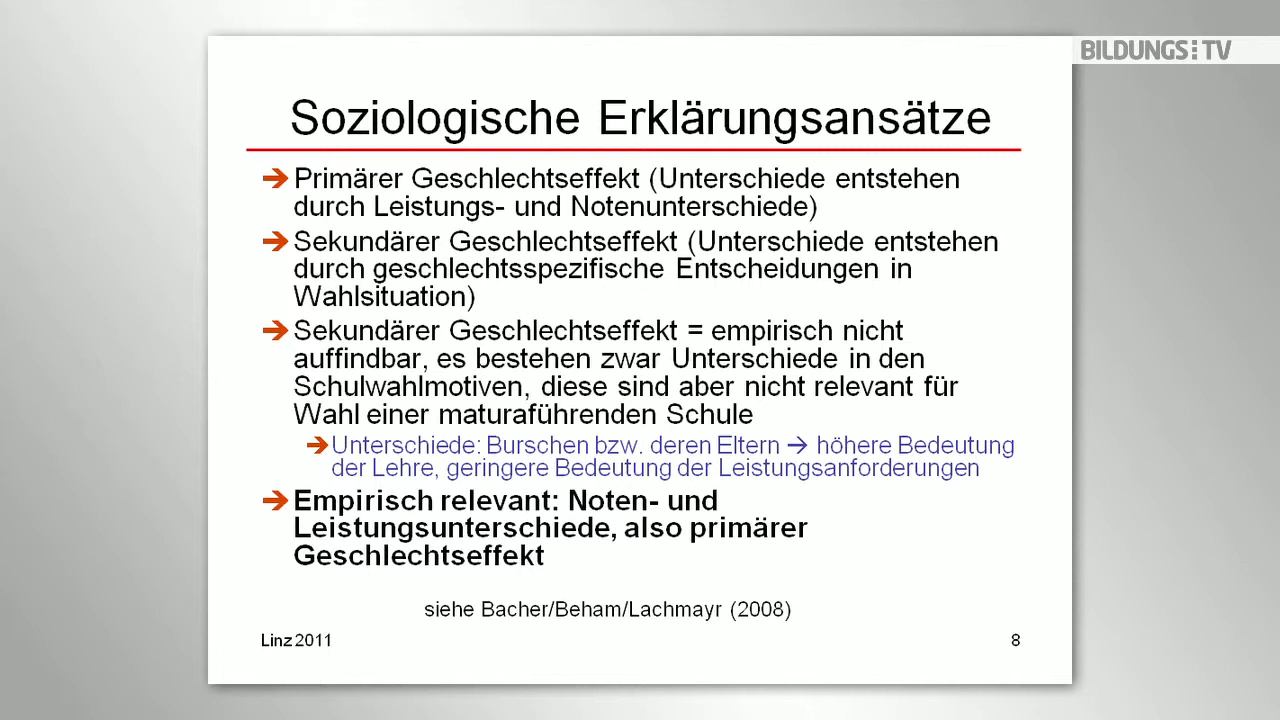 BILDUNGS TV
Soziologische Erklärungsansätze
➔ Primärer Geschlechtseffekt (Unterschiede entstehen
durch Leistungs- und Notenunterschiede)
➔ Sekundärer Geschlechtseffekt (Unterschiede entstehen
durch geschlechtsspezifische Entscheidungen in
Wahlsituation)
➔ Sekundärer Geschlechtseffekt = empirisch nicht
auffindbar, es bestehen zwar Unterschiede in den
Schulwahlmotiven, diese sind aber nicht relevant für
Wahl einer maturaführenden Schule
➔ Unterschiede: Burschen bzw. deren Eltern → höhere Bedeutung
der Lehre, geringere Bedeutung der Leistungsanforderungen
➔ Empirisch relevant: Noten- und
Leistungsunterschiede, also primärer
Geschlechtseffekt
siehe Bacher/Beham/Lachmayr (2008)
Linz 2011
8